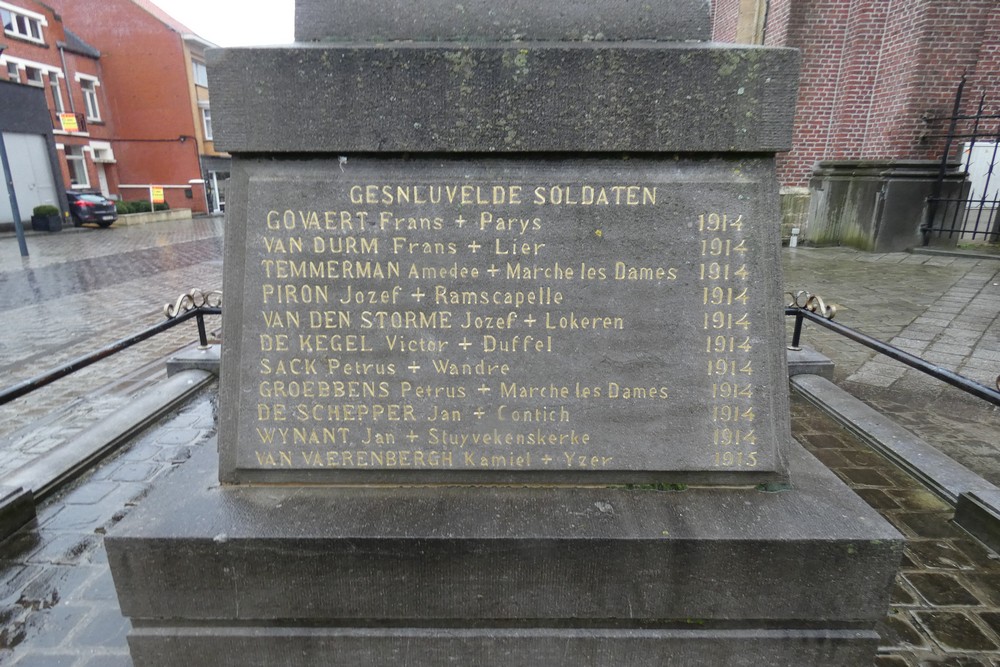 GESNLUVELDE SOLDATEN
GOVAERT Frans + Parys 1914
VAN DURM Frans + Lier 1914
TEMMERMAN Amedee + Marche les Dames 1914
PIRON Jozef + Ramscapelle 1914
VAN DEN STORME Jozef + Lokeren 1914
DE KEGEL Victor + Duffel 1914
SACK Petrus + Wandre 1914
GROEBBENS Petrus + Marche les Dames 1914
DE SCHEPPER Jan + Contich 1914
WYNANT Jan + Stuyvekenskerke 1914
VAN VAERENBERGH Kamiel + Yzer 1915